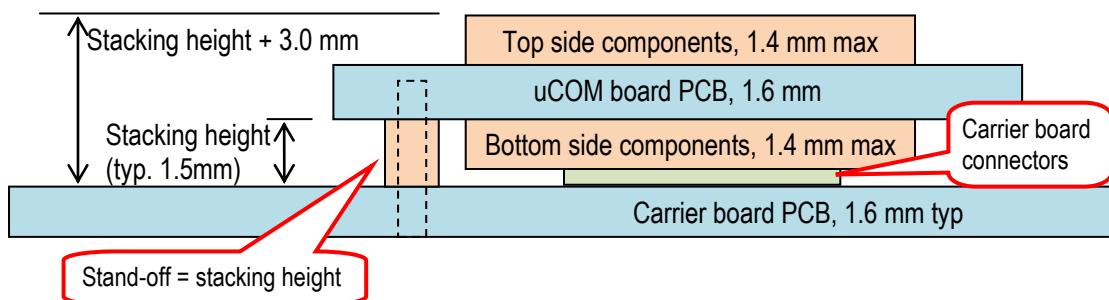 Stacking height + 3.0 mm
Top side components, 1.4 mm max
uCOM board PCB, 1.6 mm
Stacking height
(typ. 1.5mm)
Bottom side components, 1.4 mm max
Carrier board
connectors
Carrier board PCB, 1.6 mm typ
Stand-off = stacking height